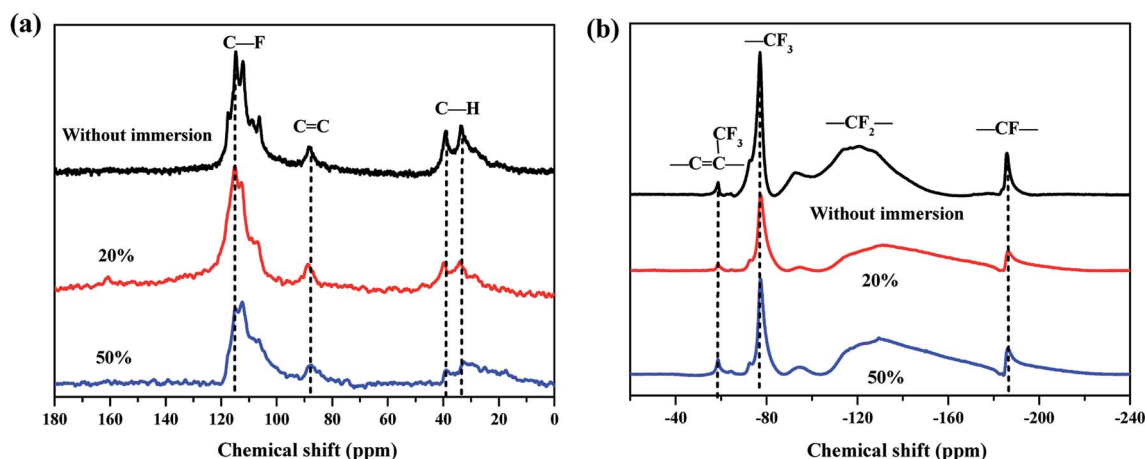 (a)
C—F
C=C
C—H
Without immersion
20%
50%
180 160 140 120 100 80 60 40 20 0
Chemical shift (ppm)
(b)
—CF₃
CF₃
—C=C—
—CF₂—
—CF—
Without immersion
20%
50%
-40 -80 -120 -160 -200 -240
Chemical shift (ppm)